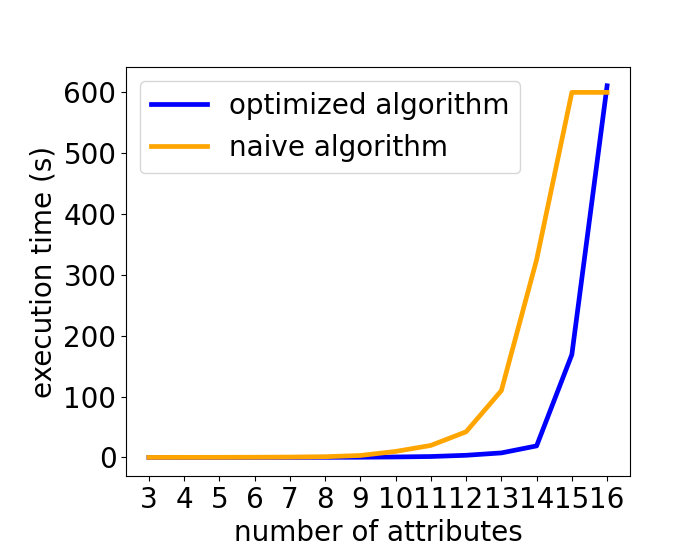 optimized algorithm
naive algorithm
execution time (s)
600
500
400
300
200
100
0
3 4 5 6 7 8 9 10 11 12 13 14 15 16
number of attributes